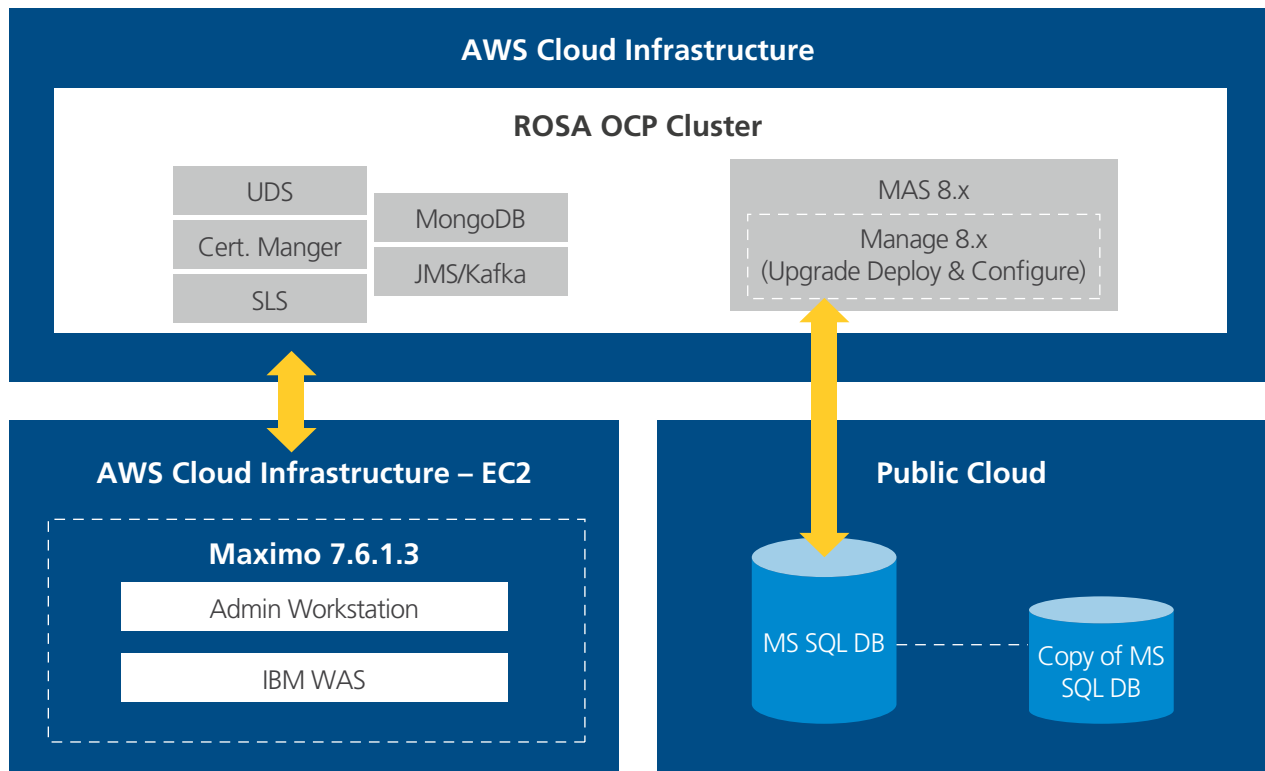 AWS Cloud Infrastructure
ROSA OCP Cluster
UDS
Cert. Manger
SLS
MongoDB
JMS/Kafka
MAS 8.x
Manage 8.x
(Upgrade Deploy & Configure)
AWS Cloud Infrastructure – EC2
Maximo 7.6.1.3
Admin Workstation
IBM WAS
Public Cloud
MS SQL DB
Copy of MS
SQL DB